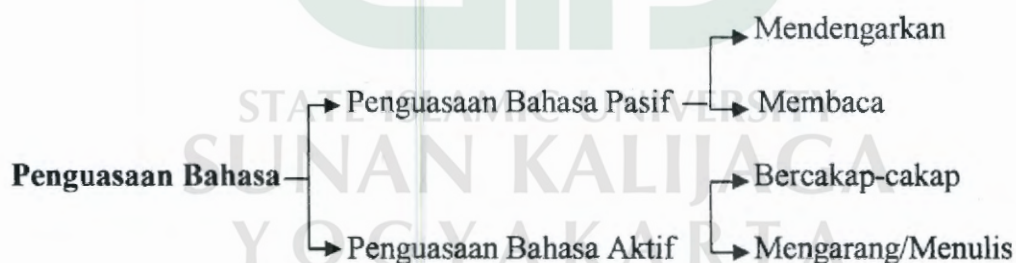 Mendengarkan
Penguasaan Bahasa Pasif
Membaca
STATE ISLAMIC UNIVERSITY
Penguasaan Bahasa
SUNAN KALIJAGA
Bercakap-cakap
YOGYAKARTA
Penguasaan Bahasa Aktif
Mengarang/Menulis